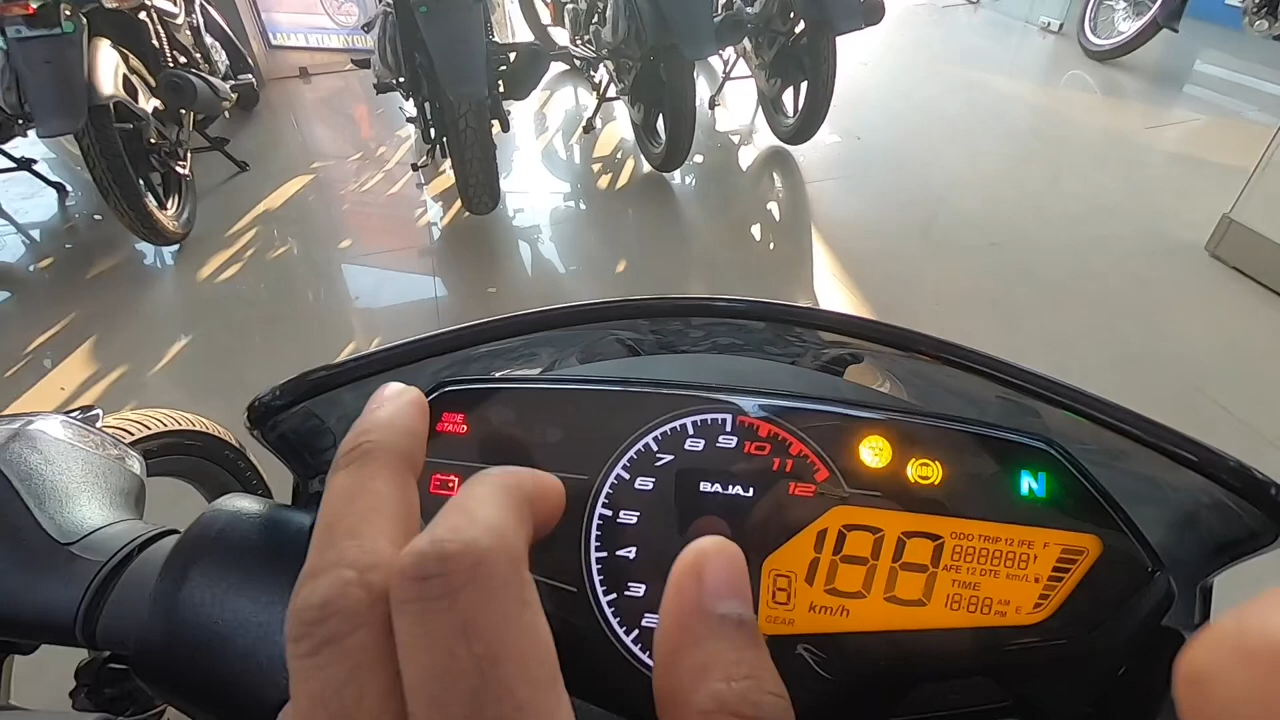 SIDE
STAND
2
3
4
5
6
7
8
9
10
11
12
BAJAJ
ABS
N
188
8
GEAR
km/h
ODO TRIP 12 IFE F
888888
AFE 12 DTE km/L
TIME
18:88 AM
PM E